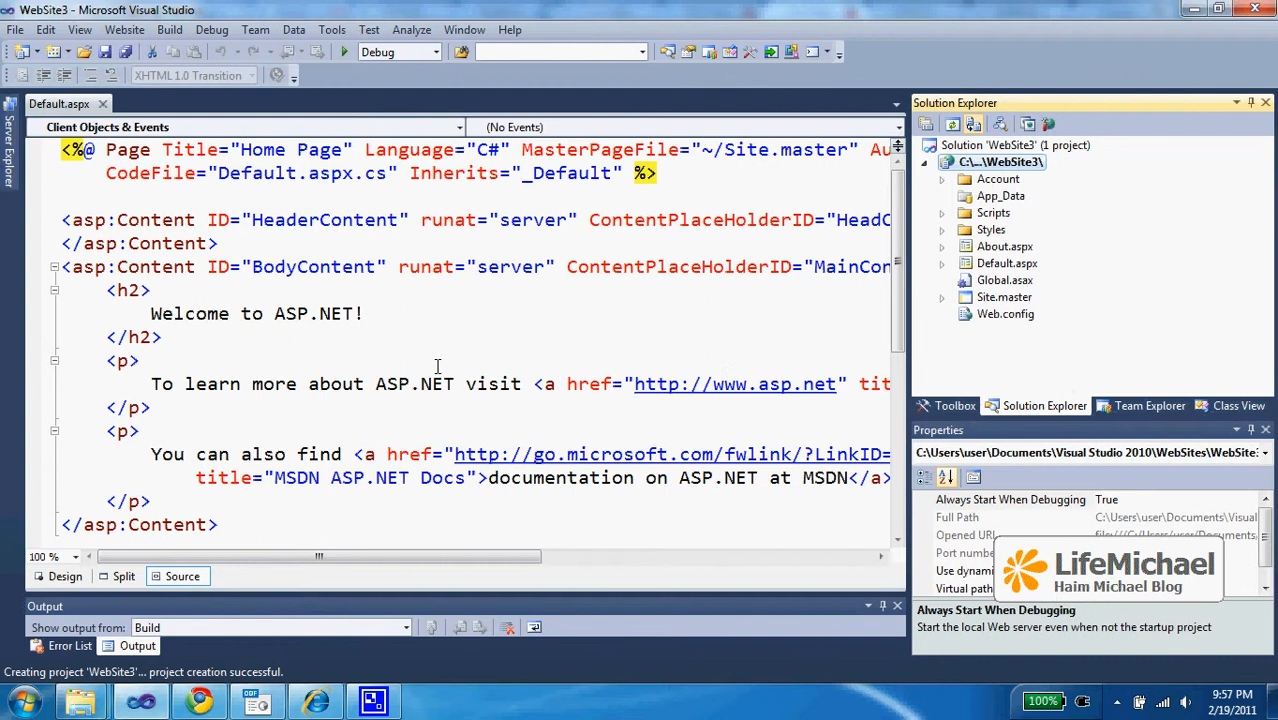 WebSite3 - Microsoft Visual Studio
File Edit View Website Build Debug Team Data Tools Test Analyze Window Help
Debug
XHTML 1.0 Transition
Server Explorer
Default.aspx
Client Objects & Events (No Events)
<%@ Page Title="Home Page" Language="C#" MasterPageFile="~/Site.master" Au
CodeFile="Default.aspx.cs" Inherits="_Default" %>
<asp:Content ID="HeaderContent" runat="server" ContentPlaceHolderID="HeadC
</asp:Content>
<asp:Content ID="BodyContent" runat="server" ContentPlaceHolderID="MainCon
<h2>
Welcome to ASP.NET!
</h2>
<p>
To learn more about ASP.NET visit <a href="http://www.asp.net" tit
</p>
<p>
You can also find <a href="http://go.microsoft.com/fwlink/?LinkID=
title="MSDN ASP.NET Docs">documentation on ASP.NET at MSDN</a>
</p>
</asp:Content>
100 %
Design Split Source
Output
Show output from: Build
Error List Output
Creating project 'WebSite3'... project creation successful.
Solution Explorer
Solution 'WebSite3' (1 project)
C:\...\WebSite3\
Account
App_Data
Scripts
Styles
About.aspx
Default.aspx
Global.asax
Site.master
Web.config
Toolbox Solution Explorer Team Explorer Class View
Properties
C:\Users\user\Documents\Visual Studio 2010\WebSites\WebSite3
Always Start When Debugging True
Full Path C:\Users\user\Documents\Visual
Opened URL file:///C:/Users/user/Documents
Port number
Use dynami
Virtual path
LifeMichael
Haim Michael Blog
Always Start When Debugging
Start the local Web server even when not the startup project
100%
9:57 PM
2/19/2011